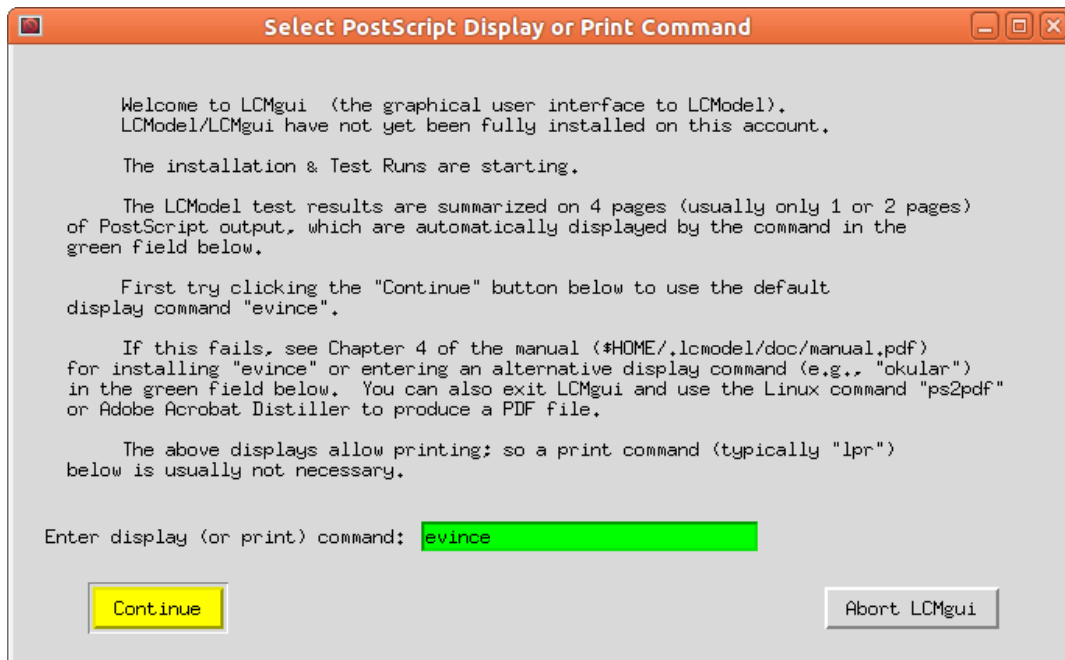 Select PostScript Display or Print Command
Welcome to LCMgui (the graphical user interface to LCModel).
LCModel/LCMgui have not yet been fully installed on this account.
The installation & Test Runs are starting.
The LCModel test results are summarized on 4 pages (usually only 1 or 2 pages)
of PostScript output, which are automatically displayed by the command in the
green field below.
First try clicking the "Continue" button below to use the default
display command "evince".
If this fails, see Chapter 4 of the manual ($HOME/.lcmodel/doc/manual.pdf)
for installing "evince" or entering an alternative display command (e.g., "okular")
in the green field below. You can also exit LCMgui and use the Linux command "ps2pdf"
or Adobe Acrobat Distiller to produce a PDF file.
The above displays allow printing; so a print command (typically "lpr")
below is usually not necessary.
Enter display (or print) command: evince
Continue Abort LCMgui